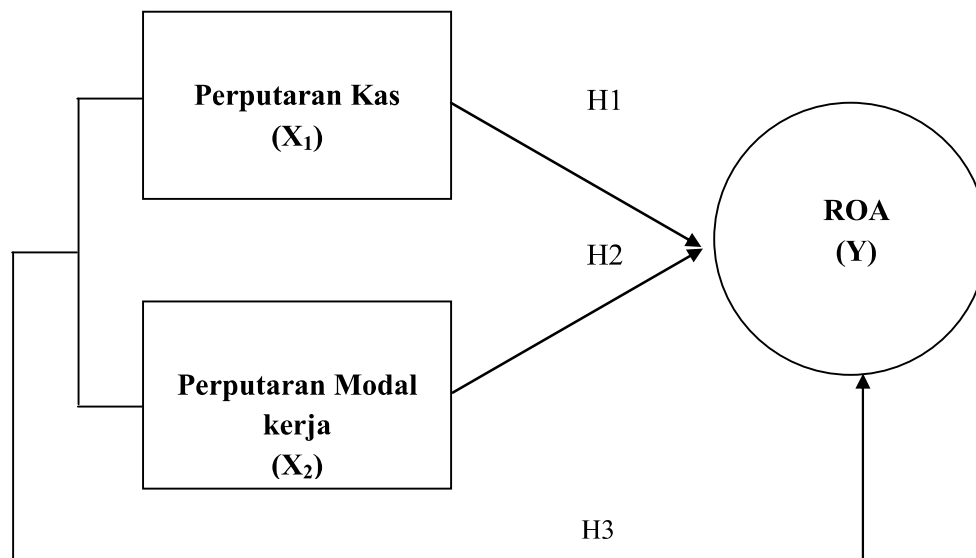 Perputaran Kas
(X₁)
H1
ROA
(Y)
H2
Perputaran Modal
kerja
(X₂)
H3